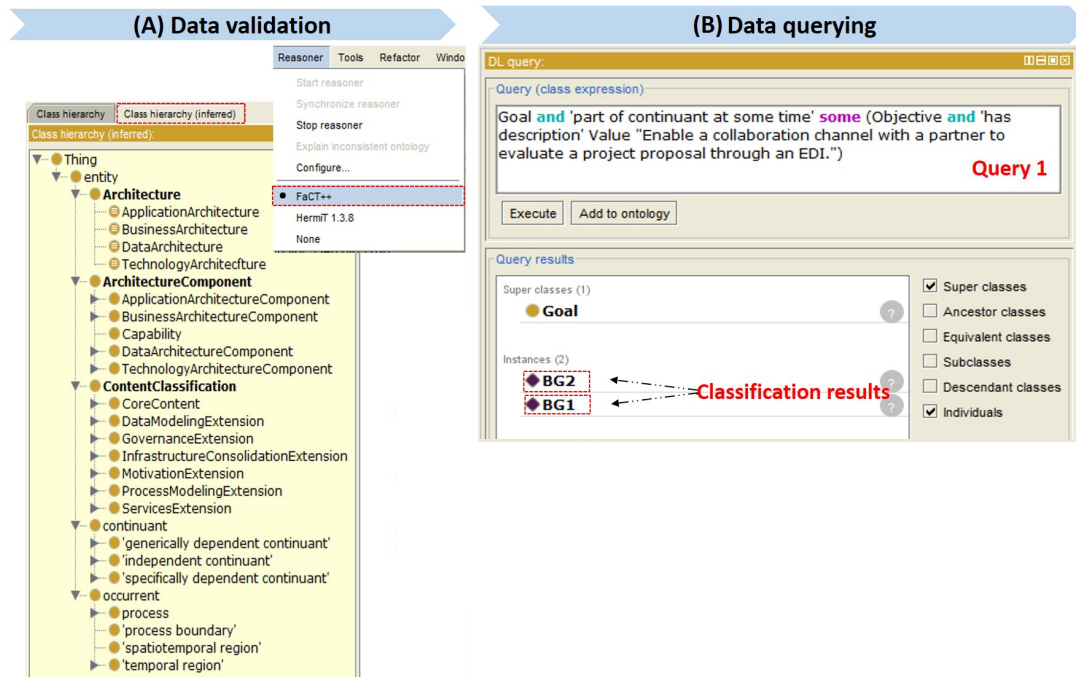 (A) Data validation
Reasoner Tools Refactor Windo
Start reasoner
Synchronize reasoner
Stop reasoner
Explain inconsistent ontology
Configure...
FaCT++
HermiT 1.3.8
None
Class hierarchy Class hierarchy (inferred)
Class hierarchy (inferred):
Thing
entity
Architecture
ApplicationArchitecture
BusinessArchitecture
DataArchitecture
TechnologyArchitecfture
ArchitectureComponent
ApplicationArchitectureComponent
BusinessArchitectureComponent
Capability
DataArchitectureComponent
TechnologyArchitectureComponent
ContentClassification
CoreContent
DataModelingExtension
GovernanceExtension
InfrastructureConsolidationExtension
MotivationExtension
ProcessModelingExtension
ServicesExtension
continuant
'generically dependent continuant'
'independent continuant'
'specifically dependent continuant'
occurrent
process
'process boundary'
'spatiotemporal region'
'temporal region'
(B) Data querying
DL query:
Query (class expression)
Goal and 'part of continuant at some time' some (Objective and 'has
description' Value "Enable a collaboration channel with a partner to
evaluate a project proposal through an EDI.")
Query 1
Execute Add to ontology
Query results
Super classes (1)
Goal
?
Instances (2)
BG2
?
BG1
?
Classification results
Super classes
Ancestor classes
Equivalent classes
Subclasses
Descendant classes
Individuals